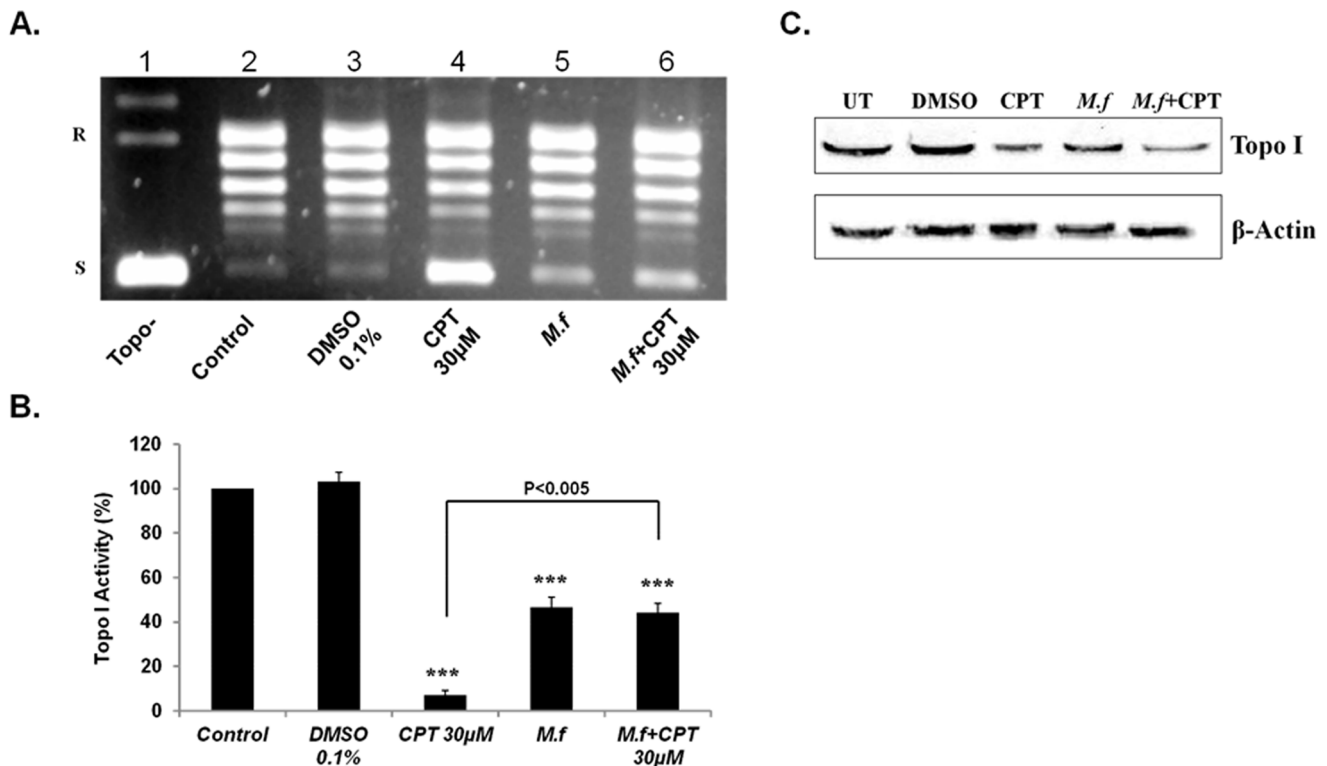 A.
1 2 3 4 5 6
R
S
Topo-
Control
DMSO
0.1%
CPT
30µM
M.f
M.f+CPT
30µM
B.
120
100
80
60
40
20
0
Topo I Activity (%)
P<0.005
***
***
***
Control
DMSO
0.1%
CPT 30µM
M.f
M.f+CPT
30µM
C.
UT DMSO CPT M.f M.f+CPT
Topo I
β-Actin